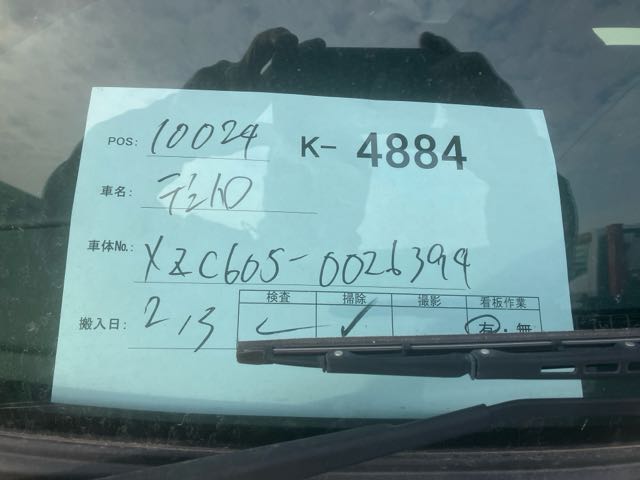 POS: 10024 K- 4884
車名: デュトロ
車体No.: XZC605-0026394
検査 掃除 撮影 看板作業
搬入日: 2 13 ✓ ✓ 有・無